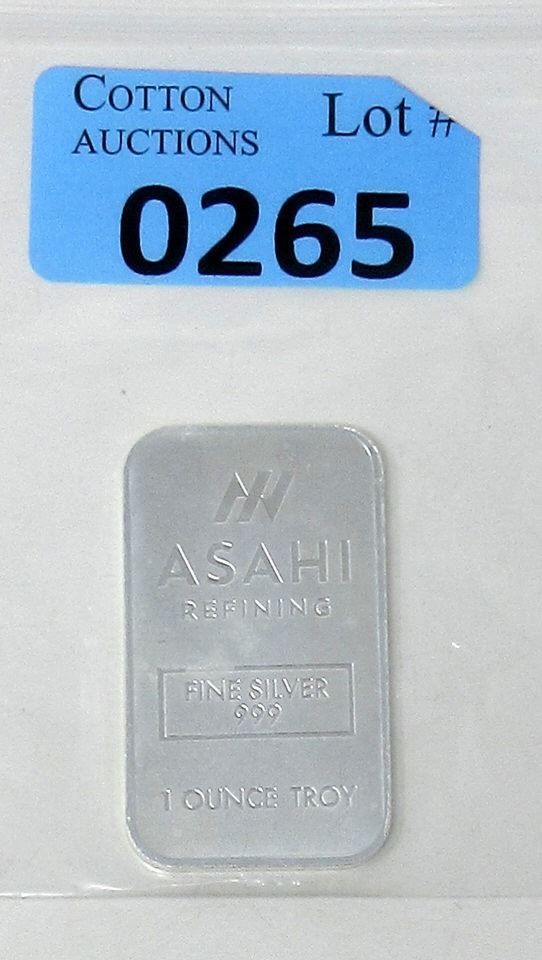 COTTON
AUCTIONS
Lot #
0265
ASAHI
REFINING
FINE SILVER
999
1 OUNCE TROY